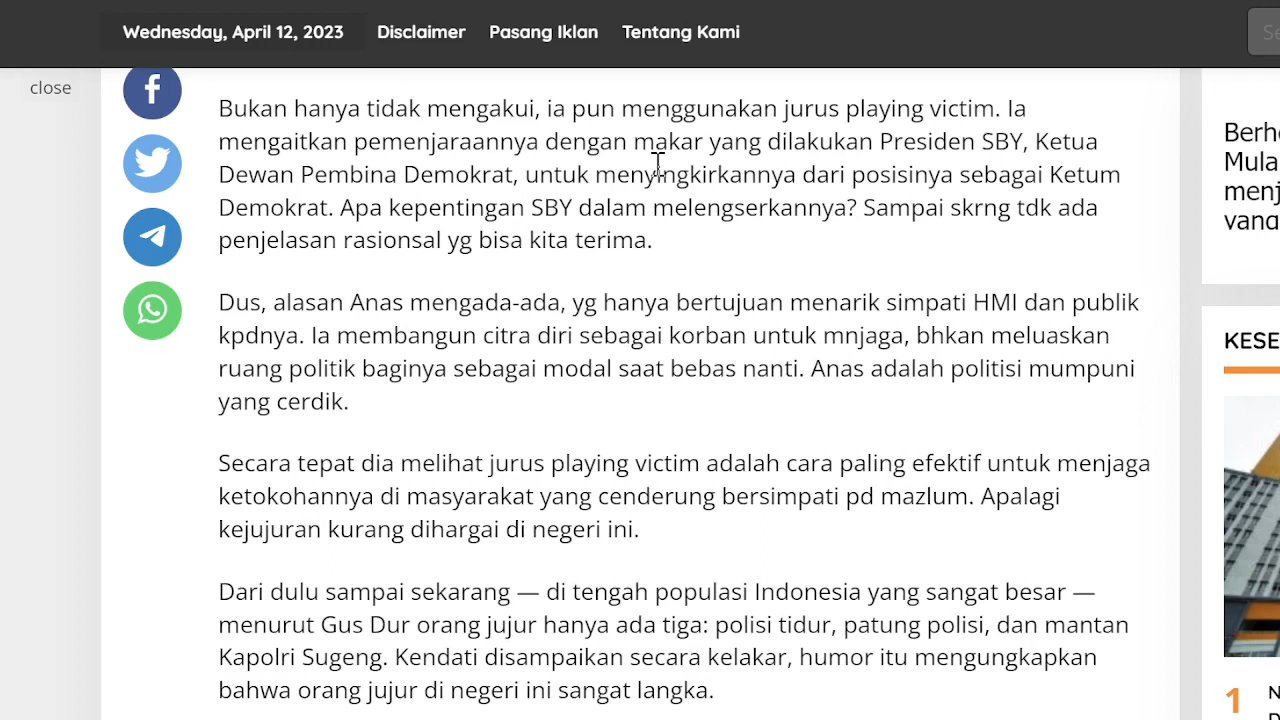 Wednesday, April 12, 2023 Disclaimer Pasang Iklan Tentang Kami
close
Bukan hanya tidak mengakui, ia pun menggunakan jurus playing victim. Ia
mengaitkan pemenjaraannya dengan makar yang dilakukan Presiden SBY, Ketua
Dewan Pembina Demokrat, untuk menyingkirkannya dari posisinya sebagai Ketum
Demokrat. Apa kepentingan SBY dalam melengserkannya? Sampai skrng tdk ada
penjelasan rasionsal yg bisa kita terima.
Dus, alasan Anas mengada-ada, yg hanya bertujuan menarik simpati HMI dan publik
kpdnya. Ia membangun citra diri sebagai korban untuk mnjaga, bhkan meluaskan
ruang politik baginya sebagai modal saat bebas nanti. Anas adalah politisi mumpuni
yang cerdik.
Secara tepat dia melihat jurus playing victim adalah cara paling efektif untuk menjaga
ketokohannya di masyarakat yang cenderung bersimpati pd mazlum. Apalagi
kejujuran kurang dihargai di negeri ini.
Dari dulu sampai sekarang — di tengah populasi Indonesia yang sangat besar —
menurut Gus Dur orang jujur hanya ada tiga: polisi tidur, patung polisi, dan mantan
Kapolri Sugeng. Kendati disampaikan secara kelakar, humor itu mengungkapkan
bahwa orang jujur di negeri ini sangat langka.
Mula
menj
yang
KESE
1